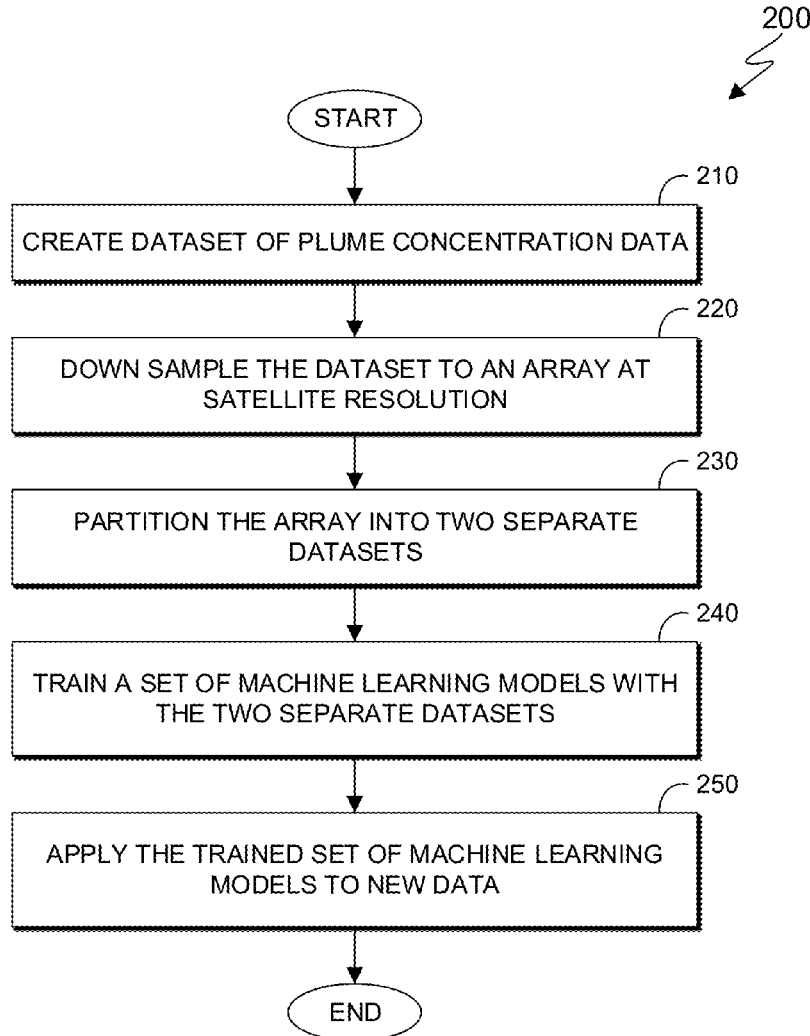 200
START
210
CREATE DATASET OF PLUME CONCENTRATION DATA
220
DOWN SAMPLE THE DATASET TO AN ARRAY AT
SATELLITE RESOLUTION
230
PARTITION THE ARRAY INTO TWO SEPARATE
DATASETS
240
TRAIN A SET OF MACHINE LEARNING MODELS WITH
THE TWO SEPARATE DATASETS
250
APPLY THE TRAINED SET OF MACHINE LEARNING
MODELS TO NEW DATA
END